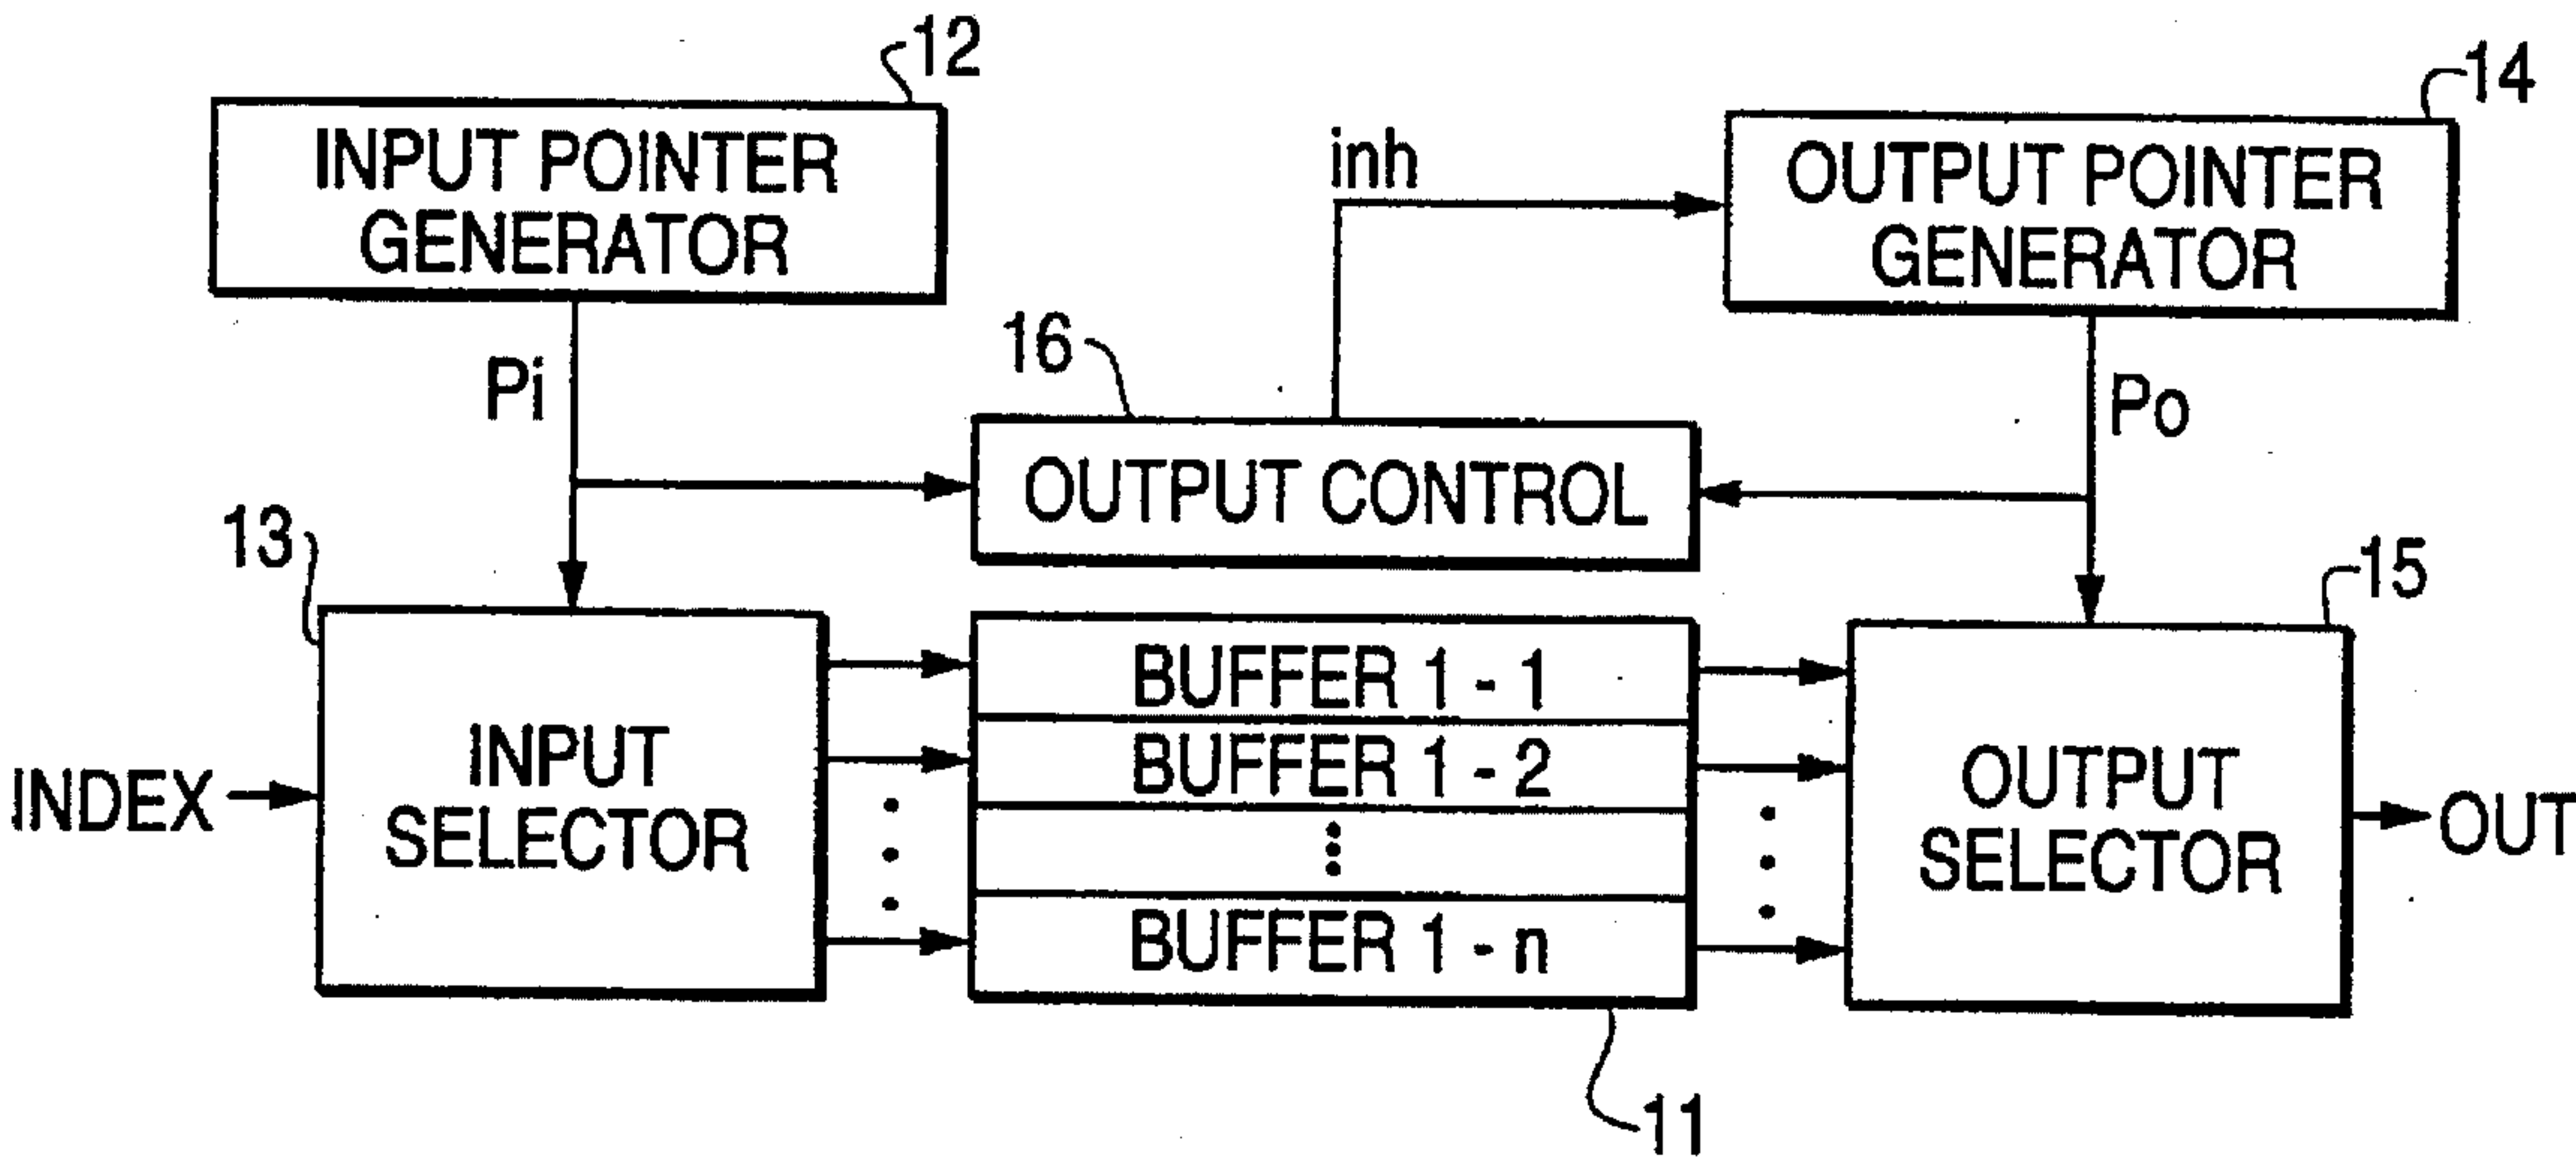 12
INPUT POINTER
GENERATOR
14
OUTPUT POINTER
GENERATOR
inh
Pi
16
Po
OUTPUT CONTROL
13
INPUT
SELECTOR
INDEX
BUFFER 1 - 1
BUFFER 1 - 2
BUFFER 1 - n
15
OUTPUT
SELECTOR
OUT
11